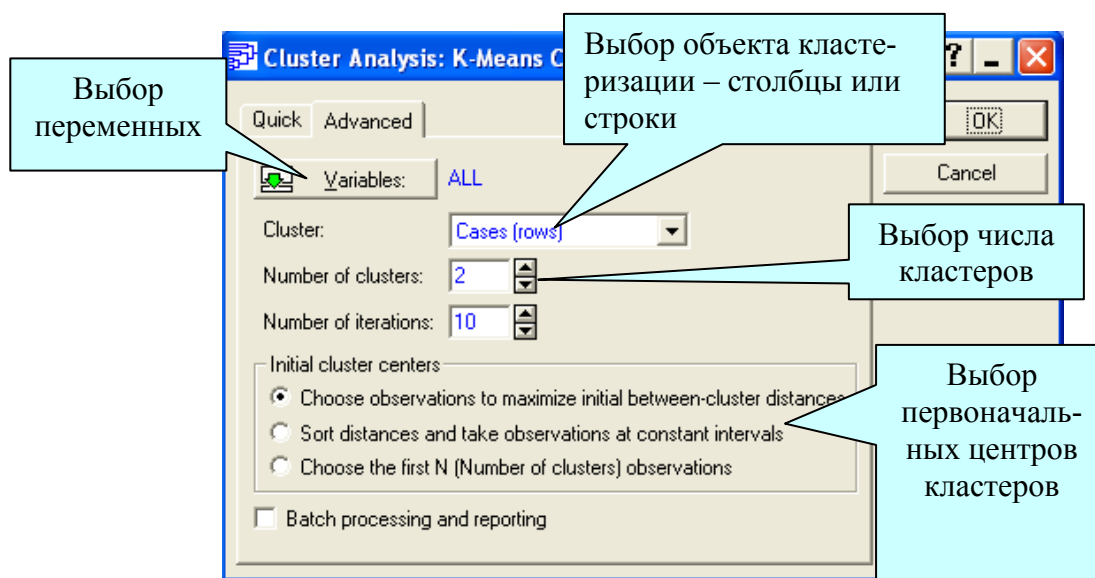 Cluster Analysis: K-Means C
?
Выбор объекта класте-
ризации – столбцы или
строки
Выбор
переменных
Quick
Advanced
OK
Cancel
Variables:
ALL
Cluster:
Cases (rows)
Number of clusters:
2
Выбор числа
кластеров
Number of iterations:
10
Initial cluster centers
Choose observations to maximize initial between-cluster distances
Sort distances and take observations at constant intervals
Choose the first N (Number of clusters) observations
Выбор
первоначаль-
ных центров
кластеров
Batch processing and reporting